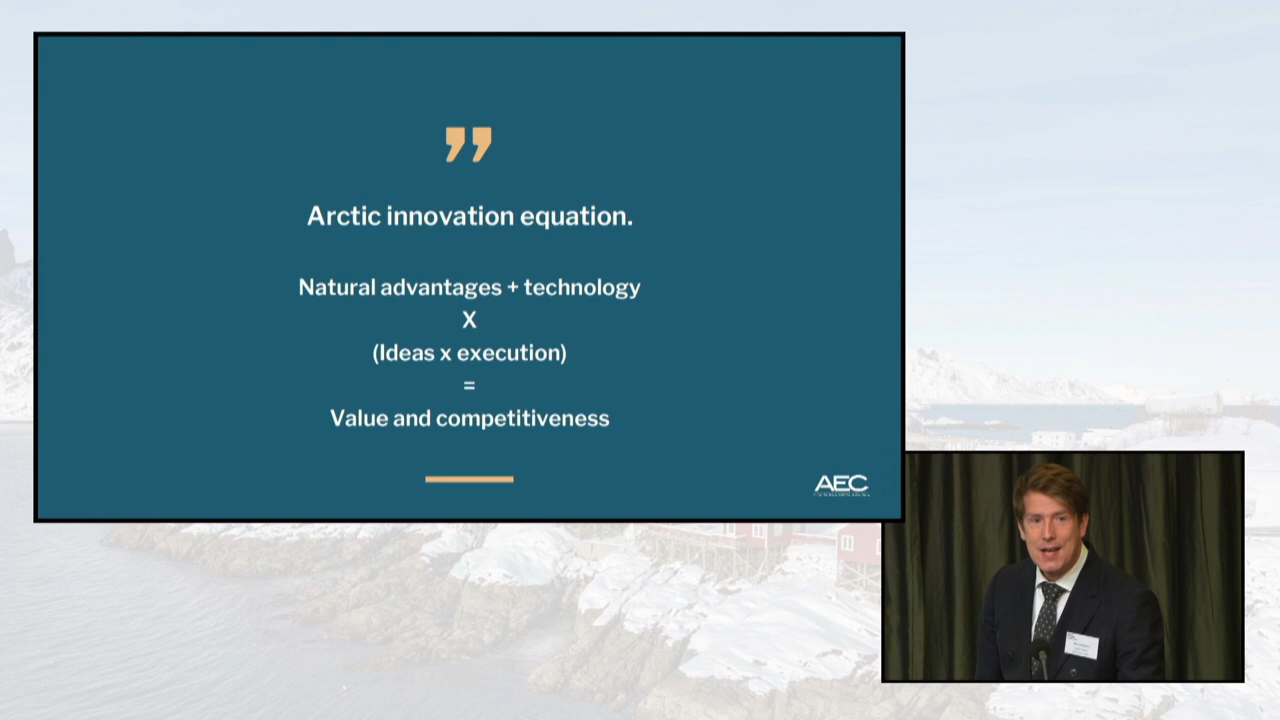 ”
Arctic innovation equation.
Natural advantages + technology
X
(Ideas x execution)
=
Value and competitiveness
AEC